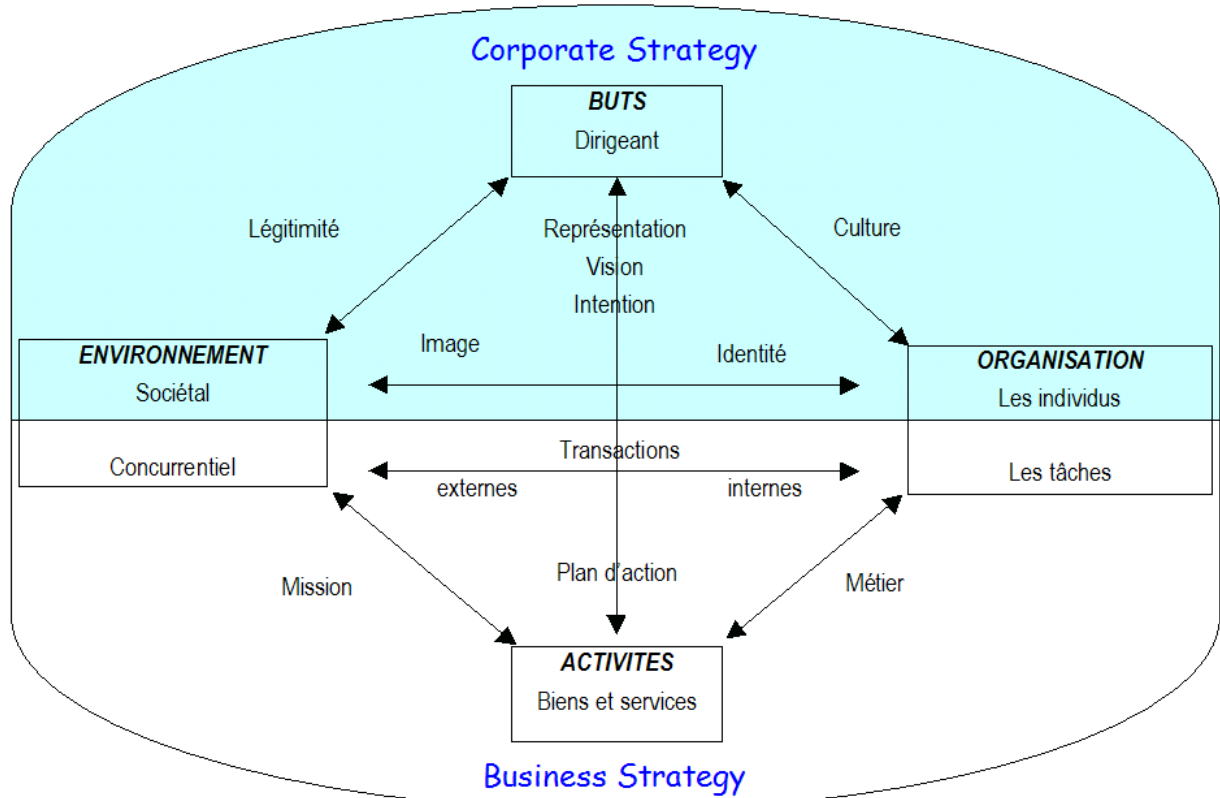 Corporate Strategy
BUTS
Dirigeant
Légitimité
Représentation
Culture
Vision
Intention
Image
Identité
ENVIRONNEMENT
Sociétal
ORGANISATION
Les individus
Concurrentiel
Transactions
Les tâches
externes
internes
Mission
Plan d'action
Métier
ACTIVITES
Biens et services
Business Strategy